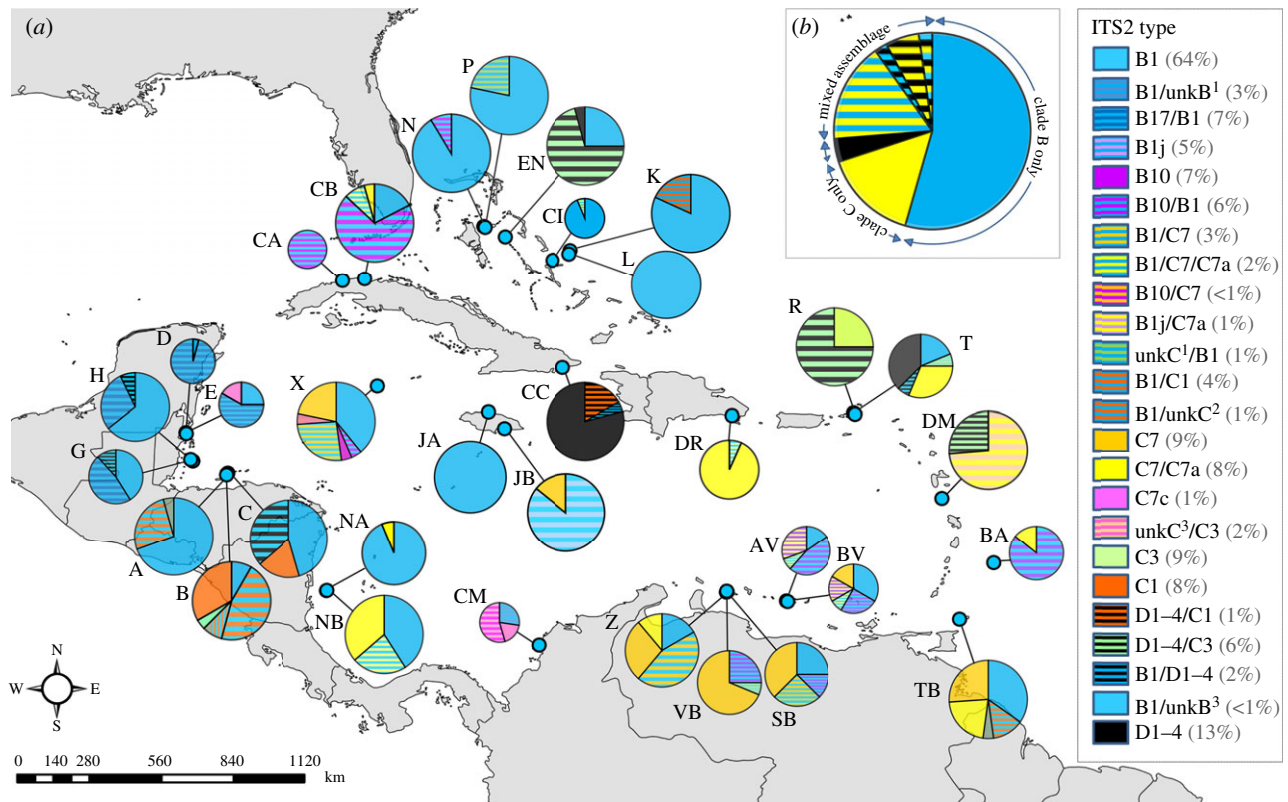 (a)
P
N
EN
K
CB
CI
CA
L
R
T
D
H
E
X
CC
DM
G
JA
DR
JB
C
NA
AV
BA
BV
A
B
CM
Z
NB
TB
VB
SB
N
W E
S
0 140 280 560 840 1120
km
(b)
mixed assemblage
clade B only
clade C only
ITS2 type
B1 (64%)
B1/unkB¹ (3%)
B17/B1 (7%)
B1j (5%)
B10 (7%)
B10/B1 (6%)
B1/C7 (3%)
B1/C7/C7a (2%)
B10/C7 (<1%)
B1j/C7a (1%)
unkC¹/B1 (1%)
B1/C1 (4%)
B1/unkC² (1%)
C7 (9%)
C7/C7a (8%)
C7c (1%)
unkC³/C3 (2%)
C3 (9%)
C1 (8%)
D1–4/C1 (1%)
D1–4/C3 (6%)
B1/D1–4 (2%)
B1/unkB³ (<1%)
D1–4 (13%)